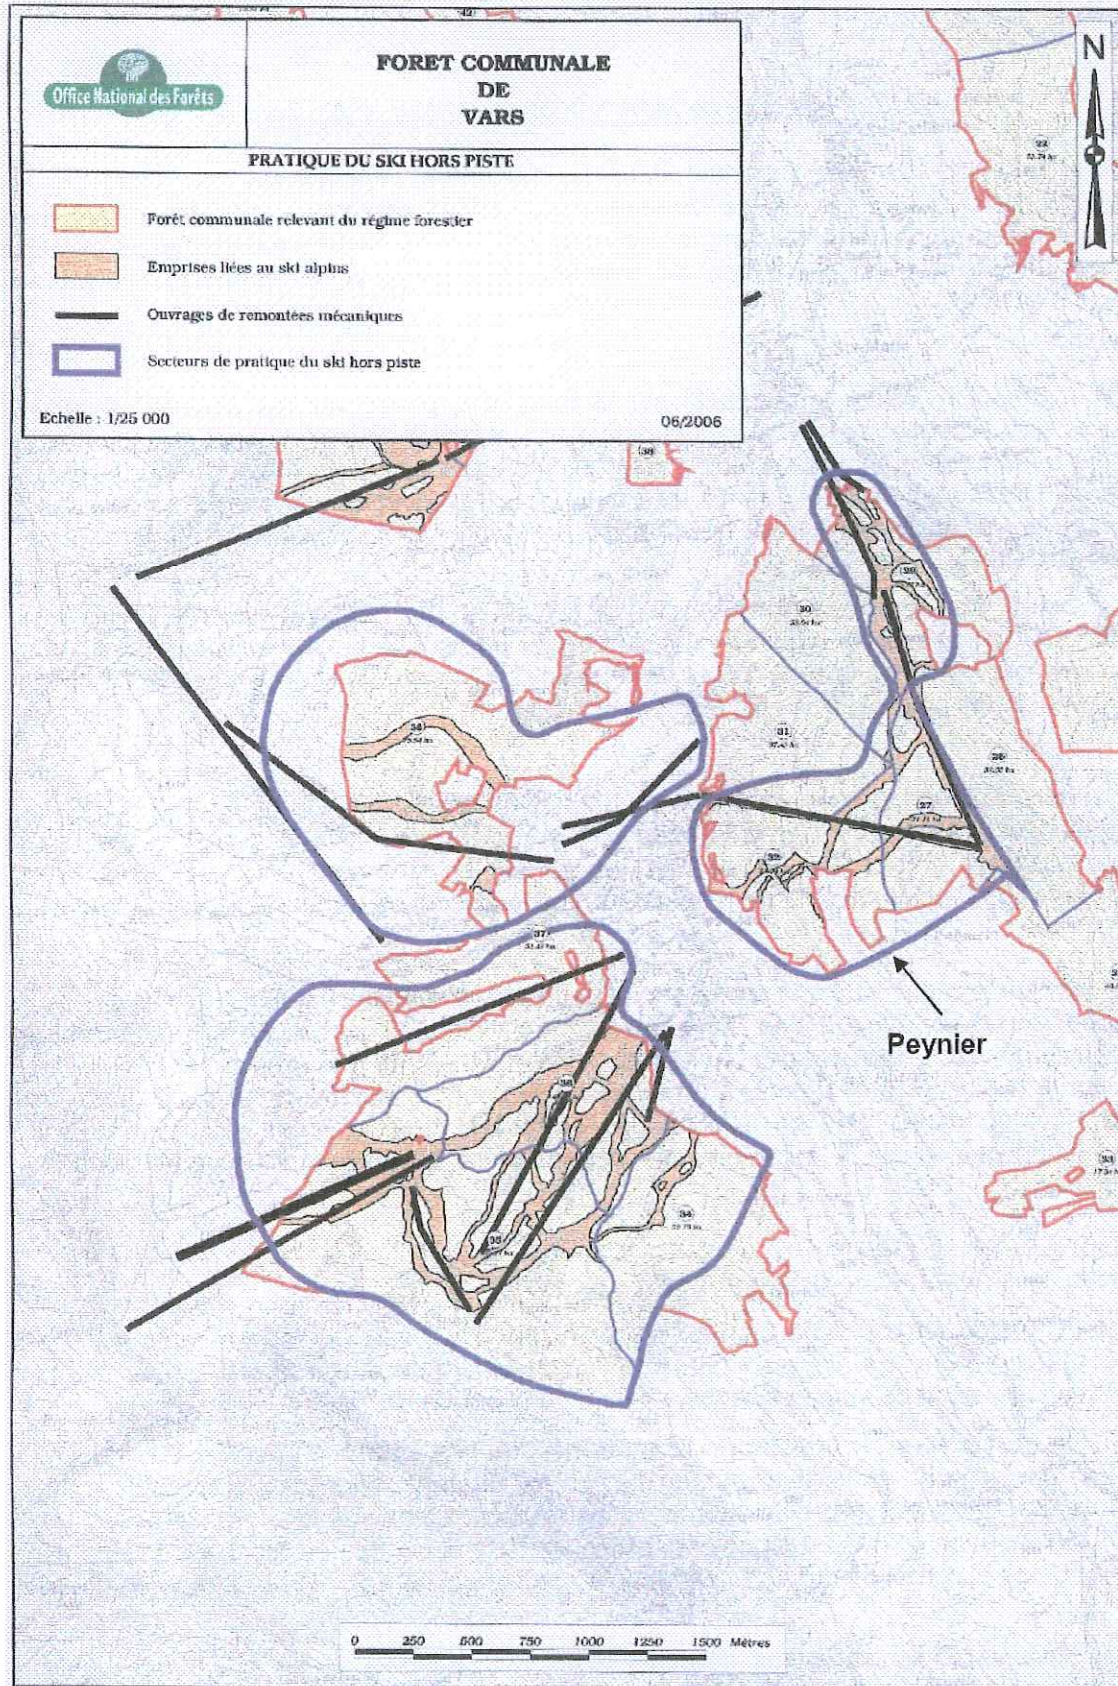 Office National des Forêts
FORET COMMUNALE
DE
VARS
PRATIQUE DU SKI HORS PISTE
Forêt communale relevant du régime forestier
Emprises liées au ski alpins
Ouvrages de remontées mécaniques
Secteurs de pratique du ski hors piste
Echelle : 1/25 000
06/2006
N
42
22
38
29
30
31
26
27
32
37
36
34
35
33
Peynier
0 250 500 750 1000 1250 1500 Mètres